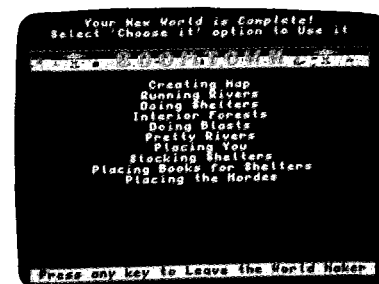 Your New World is Complete!
Select 'Choose it' option to Use it
Creating Map
Running Rivers
Doing Shelters
Interior Forests
Doing Blasts
Pretty Rivers
Placing You
Stocking Shelters
Placing Books for Shelters
Placing the Hordes
Press any key to Leave the World Maker